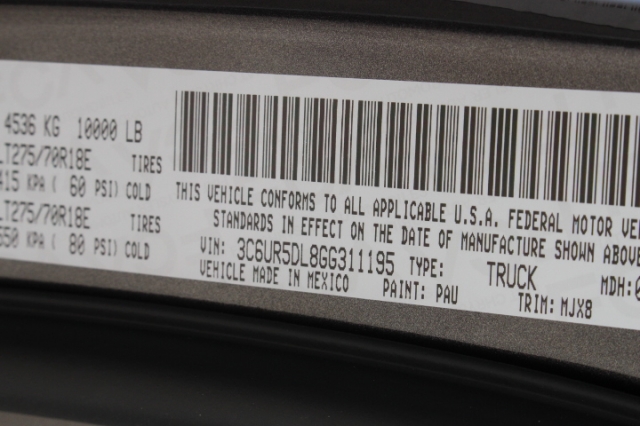 4536 KG 10000 LB
LT275/70R18E TIRES
415 KPA ( 60 PSI) COLD
LT275/70R18E TIRES
550 KPA ( 80 PSI) COLD
THIS VEHICLE CONFORMS TO ALL APPLICABLE U.S.A. FEDERAL MOTOR VE
STANDARDS IN EFFECT ON THE DATE OF MANUFACTURE SHOWN ABOVE
VIN: 3C6UR5DL8GG311195 TYPE: TRUCK MDH:0
VEHICLE MADE IN MEXICO PAINT: PAU TRIM: MJX8